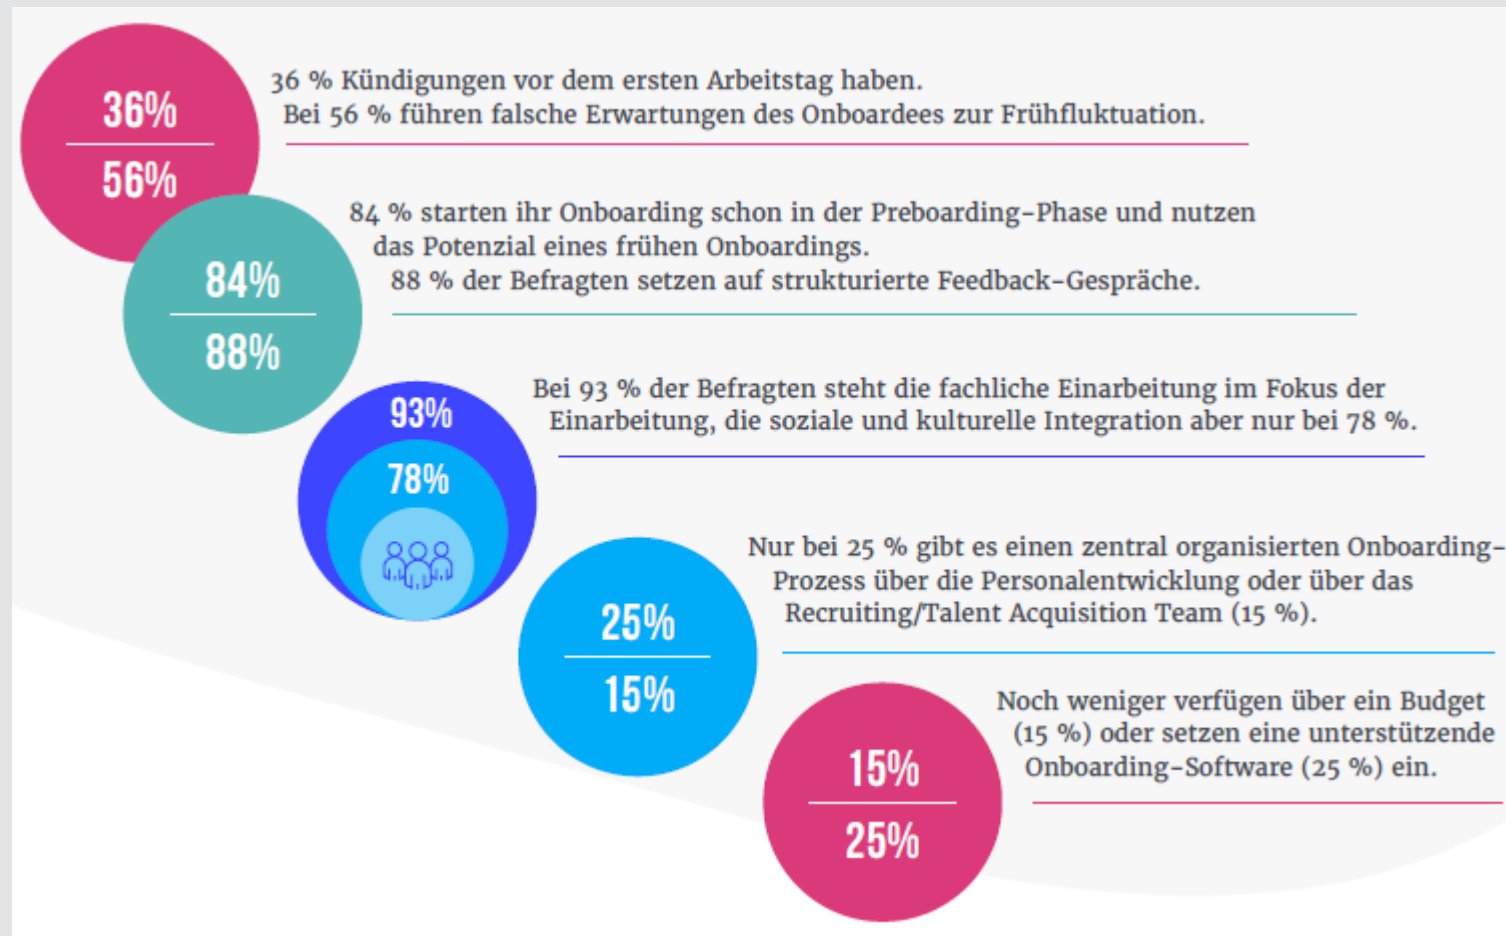 36%
56%
36 % Kündigungen vor dem ersten Arbeitstag haben.
Bei 56 % führen falsche Erwartungen des Onboardees zur Frühfluktuation.
84%
88%
84 % starten ihr Onboarding schon in der Preboarding-Phase und nutzen
das Potenzial eines frühen Onboardings.
88 % der Befragten setzen auf strukturierte Feedback-Gespräche.
93%
78%
Bei 93 % der Befragten steht die fachliche Einarbeitung im Fokus der
Einarbeitung, die soziale und kulturelle Integration aber nur bei 78 %.
25%
15%
Nur bei 25 % gibt es einen zentral organisierten Onboarding-
Prozess über die Personalentwicklung oder über das
Recruiting/Talent Acquisition Team (15 %).
15%
25%
Noch weniger verfügen über ein Budget
(15 %) oder setzen eine unterstützende
Onboarding-Software (25 %) ein.